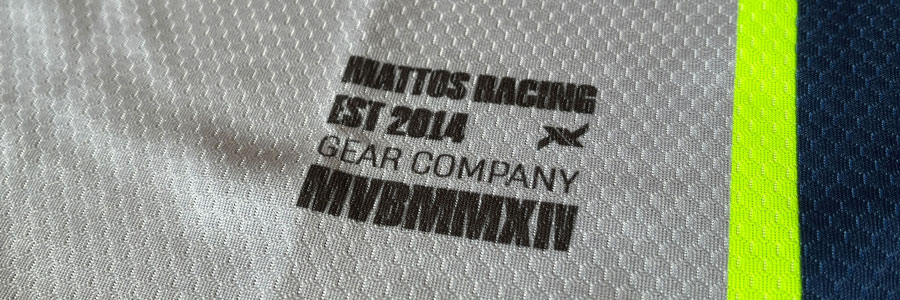 MATTOS RACING
EST 2014
GEAR COMPANY
MVBMMXIV